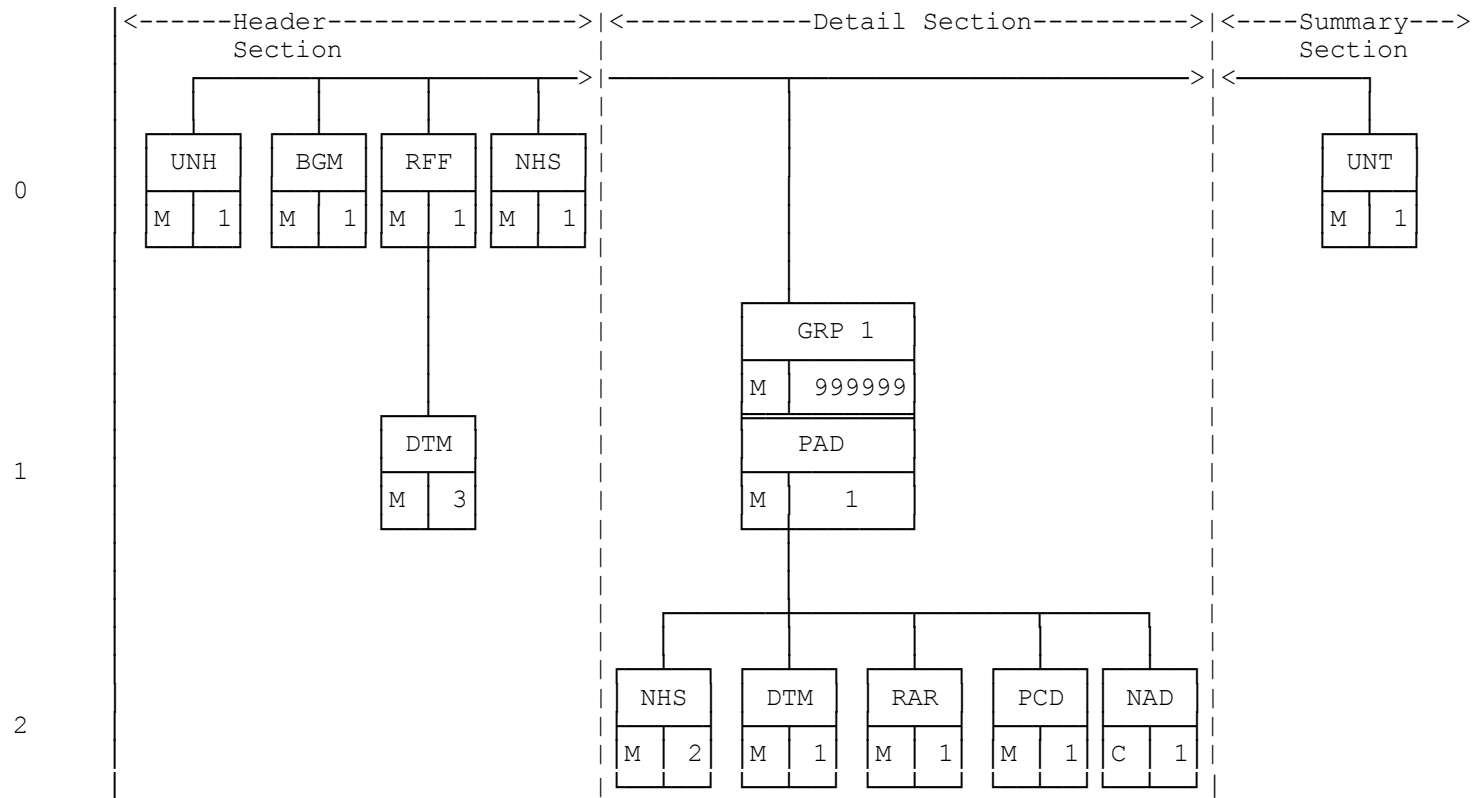 <------Header---------------->|<------------Detail Section---------->|<----Summary--->
Section Section
UNH BGM RFF NHS UNT
0
M 1 M 1 M 1 M 1 M 1
GRP 1
M 999999
DTM PAD
1
M 3 M 1
NHS DTM RAR PCD NAD
2
M 2 M 1 M 1 M 1 C 1